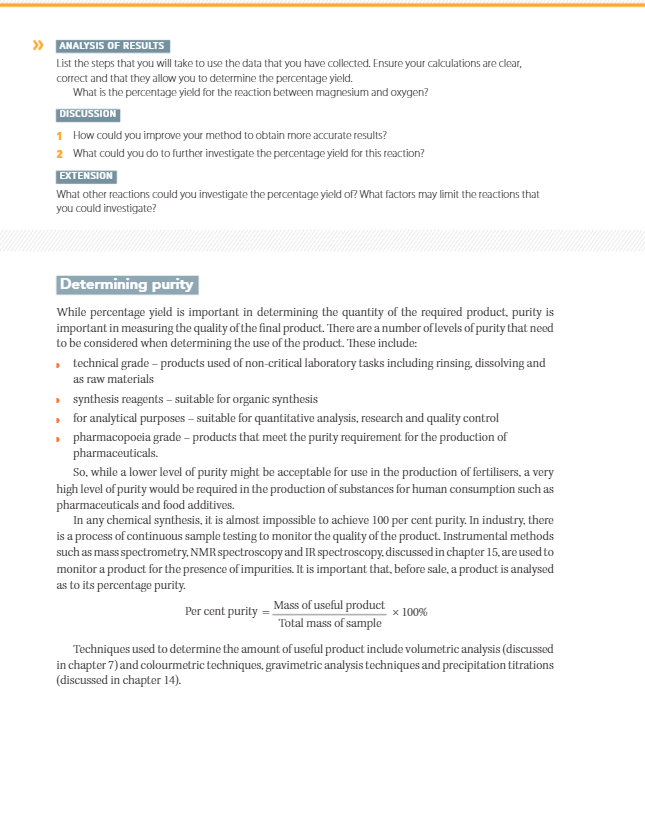 » ANALYSIS OF RESULTS
List the steps that you will take to use the data that you have collected. Ensure your calculations are clear,
correct and that they allow you to determine the percentage yield.
What is the percentage yield for the reaction between magnesium and oxygen?
DISCUSSION
1 How could you improve your method to obtain more accurate results?
2 What could you do to further investigate the percentage yield for this reaction?
EXTENSION
What other reactions could you investigate the percentage yield of? What factors may limit the reactions that
you could investigate?
Determining purity
While percentage yield is important in determining the quantity of the required product, purity is
important in measuring the quality of the final product. There are a number of levels of purity that need
to be considered when determining the use of the product. These include:
technical grade – products used of non-critical laboratory tasks including rinsing, dissolving and
as raw materials
synthesis reagents – suitable for organic synthesis
for analytical purposes – suitable for quantitative analysis, research and quality control
pharmacopoeia grade – products that meet the purity requirement for the production of
pharmaceuticals.
So, while a lower level of purity might be acceptable for use in the production of fertilisers, a very
high level of purity would be required in the production of substances for human consumption such as
pharmaceuticals and food additives.
In any chemical synthesis, it is almost impossible to achieve 100 per cent purity. In industry, there
is a process of continuous sample testing to monitor the quality of the product. Instrumental methods
such as mass spectrometry, NMR spectroscopy and IR spectroscopy, discussed in chapter 15, are used to
monitor a product for the presence of impurities. It is important that, before sale, a product is analysed
as to its percentage purity.
Per cent purity = Mass of useful product / Total mass of sample × 100%
Techniques used to determine the amount of useful product include volumetric analysis (discussed
in chapter 7) and colourmetric techniques, gravimetric analysis techniques and precipitation titrations
(discussed in chapter 14).